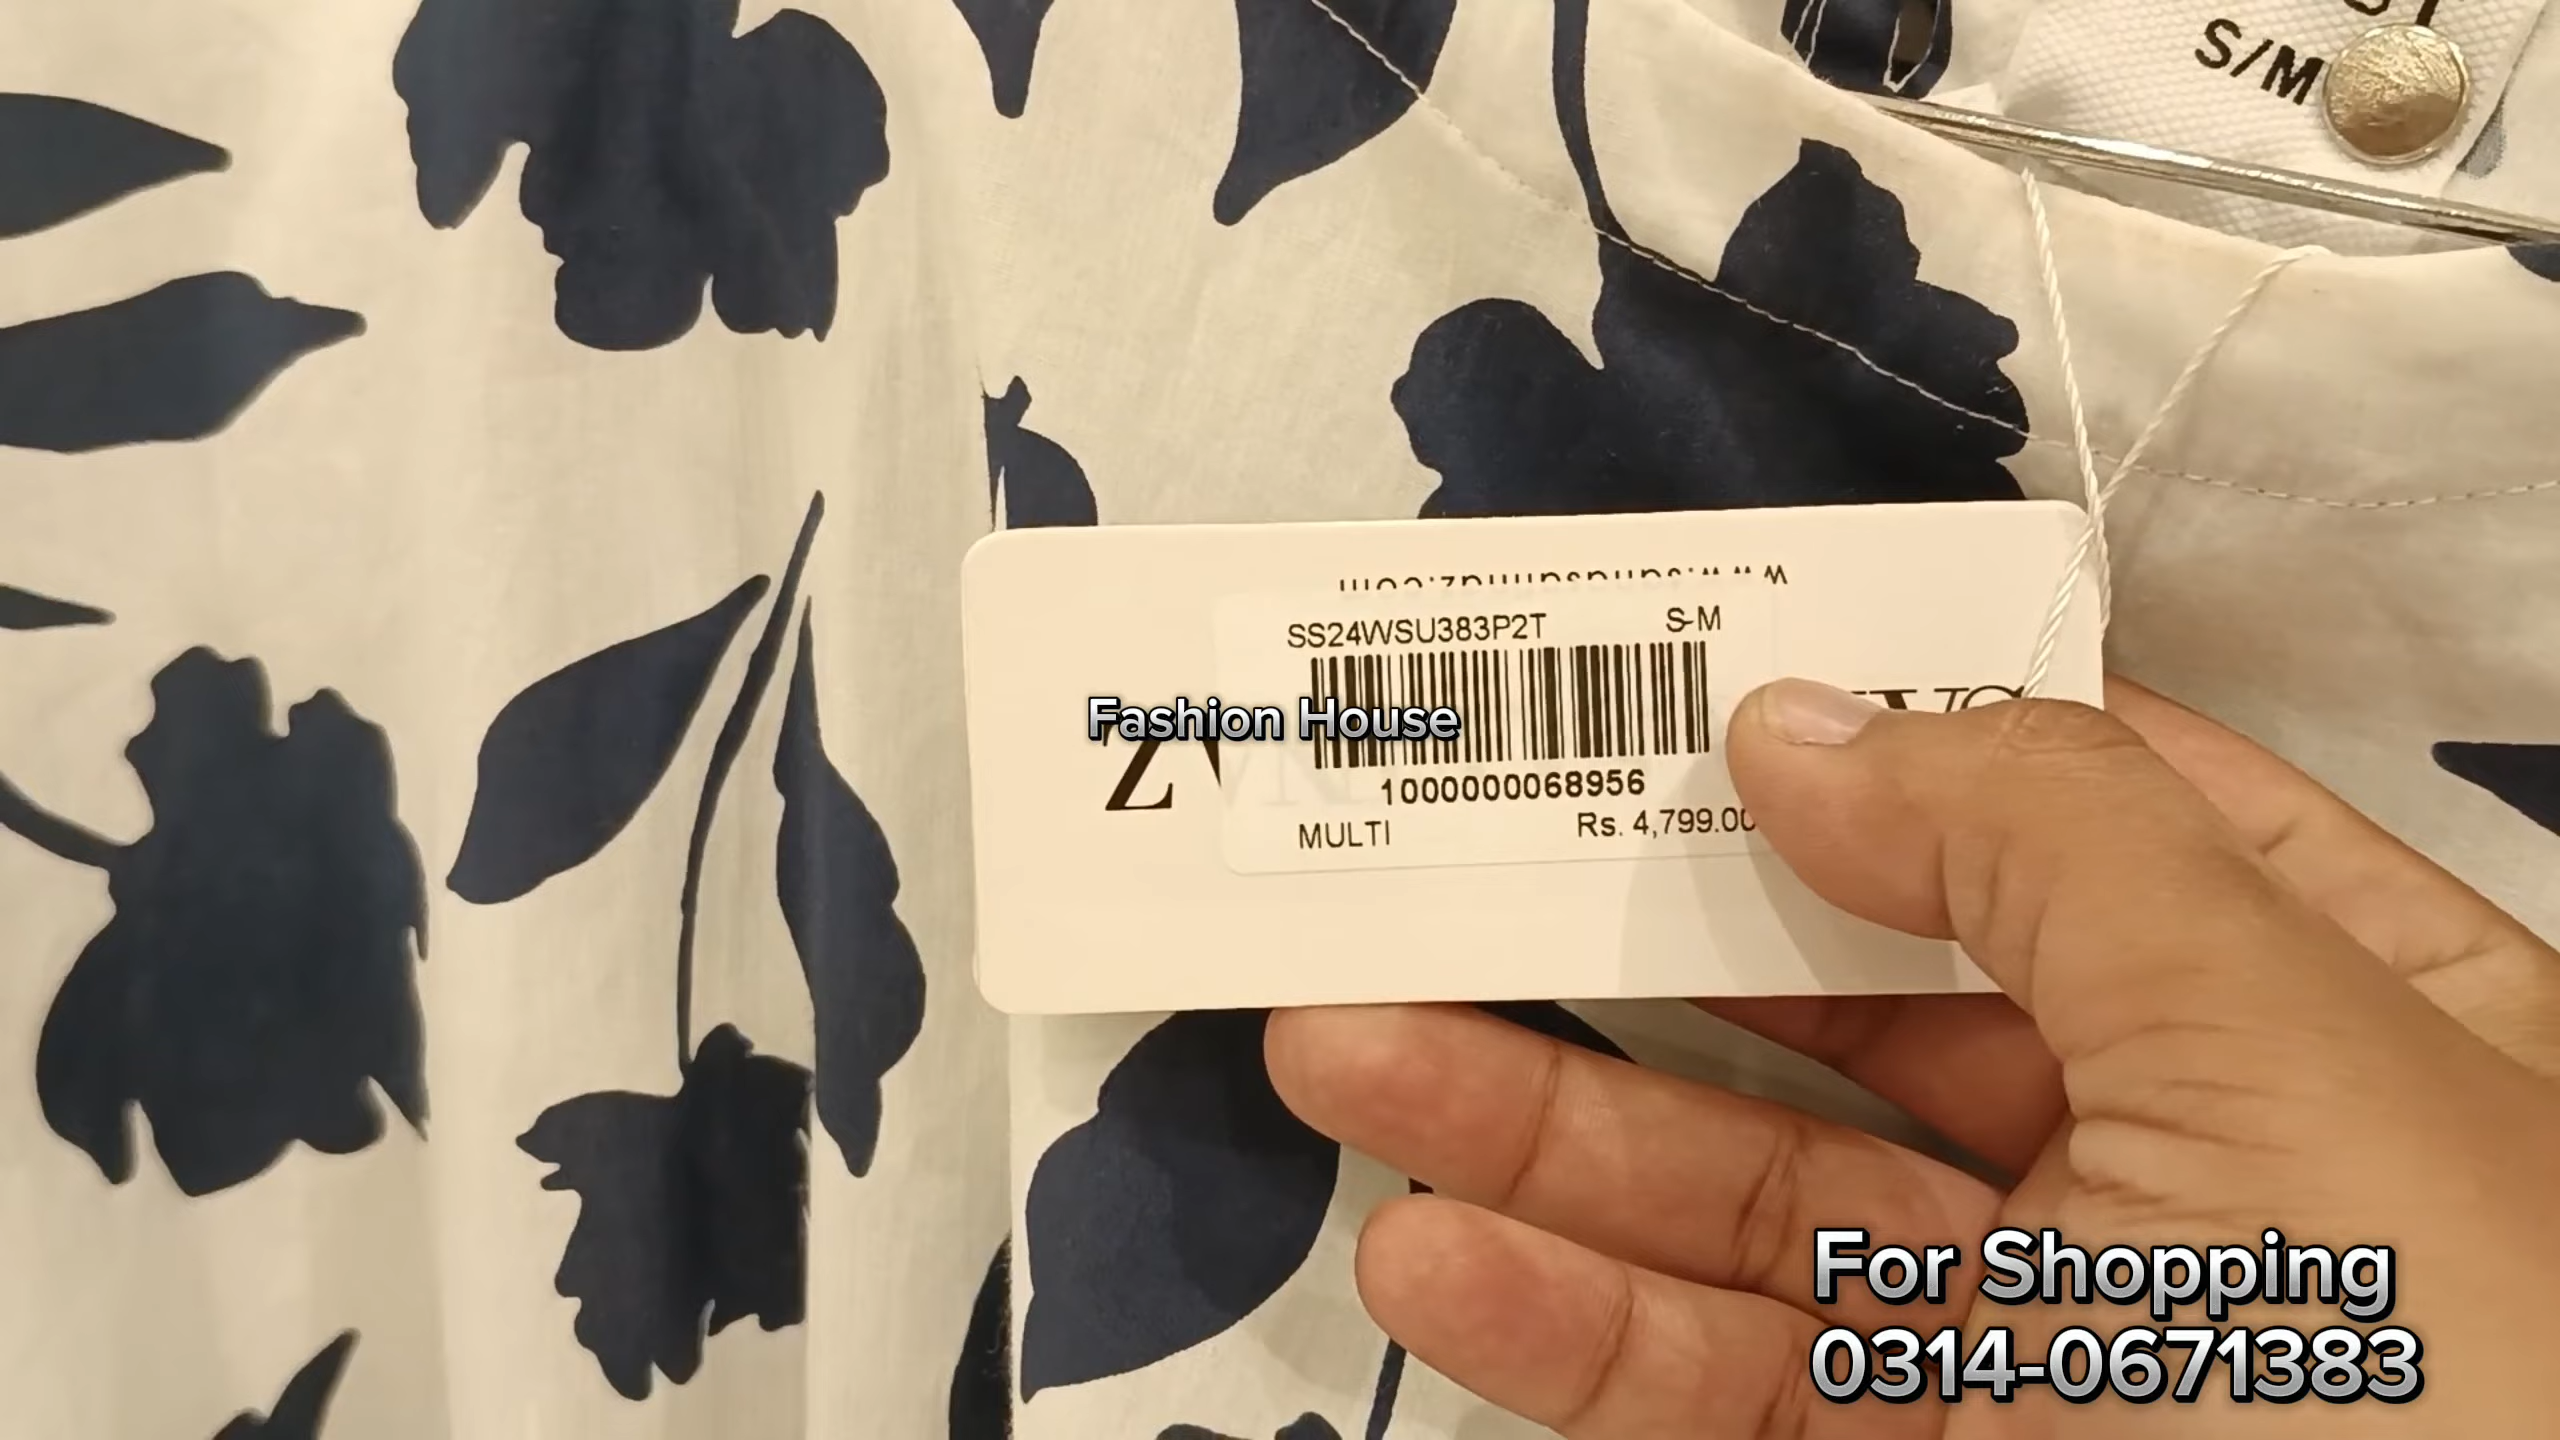 S/M
SS24WSU383P2T S-M
Fashion House
1000000068956
MULTI Rs. 4,799.00
For Shopping
0314-0671383